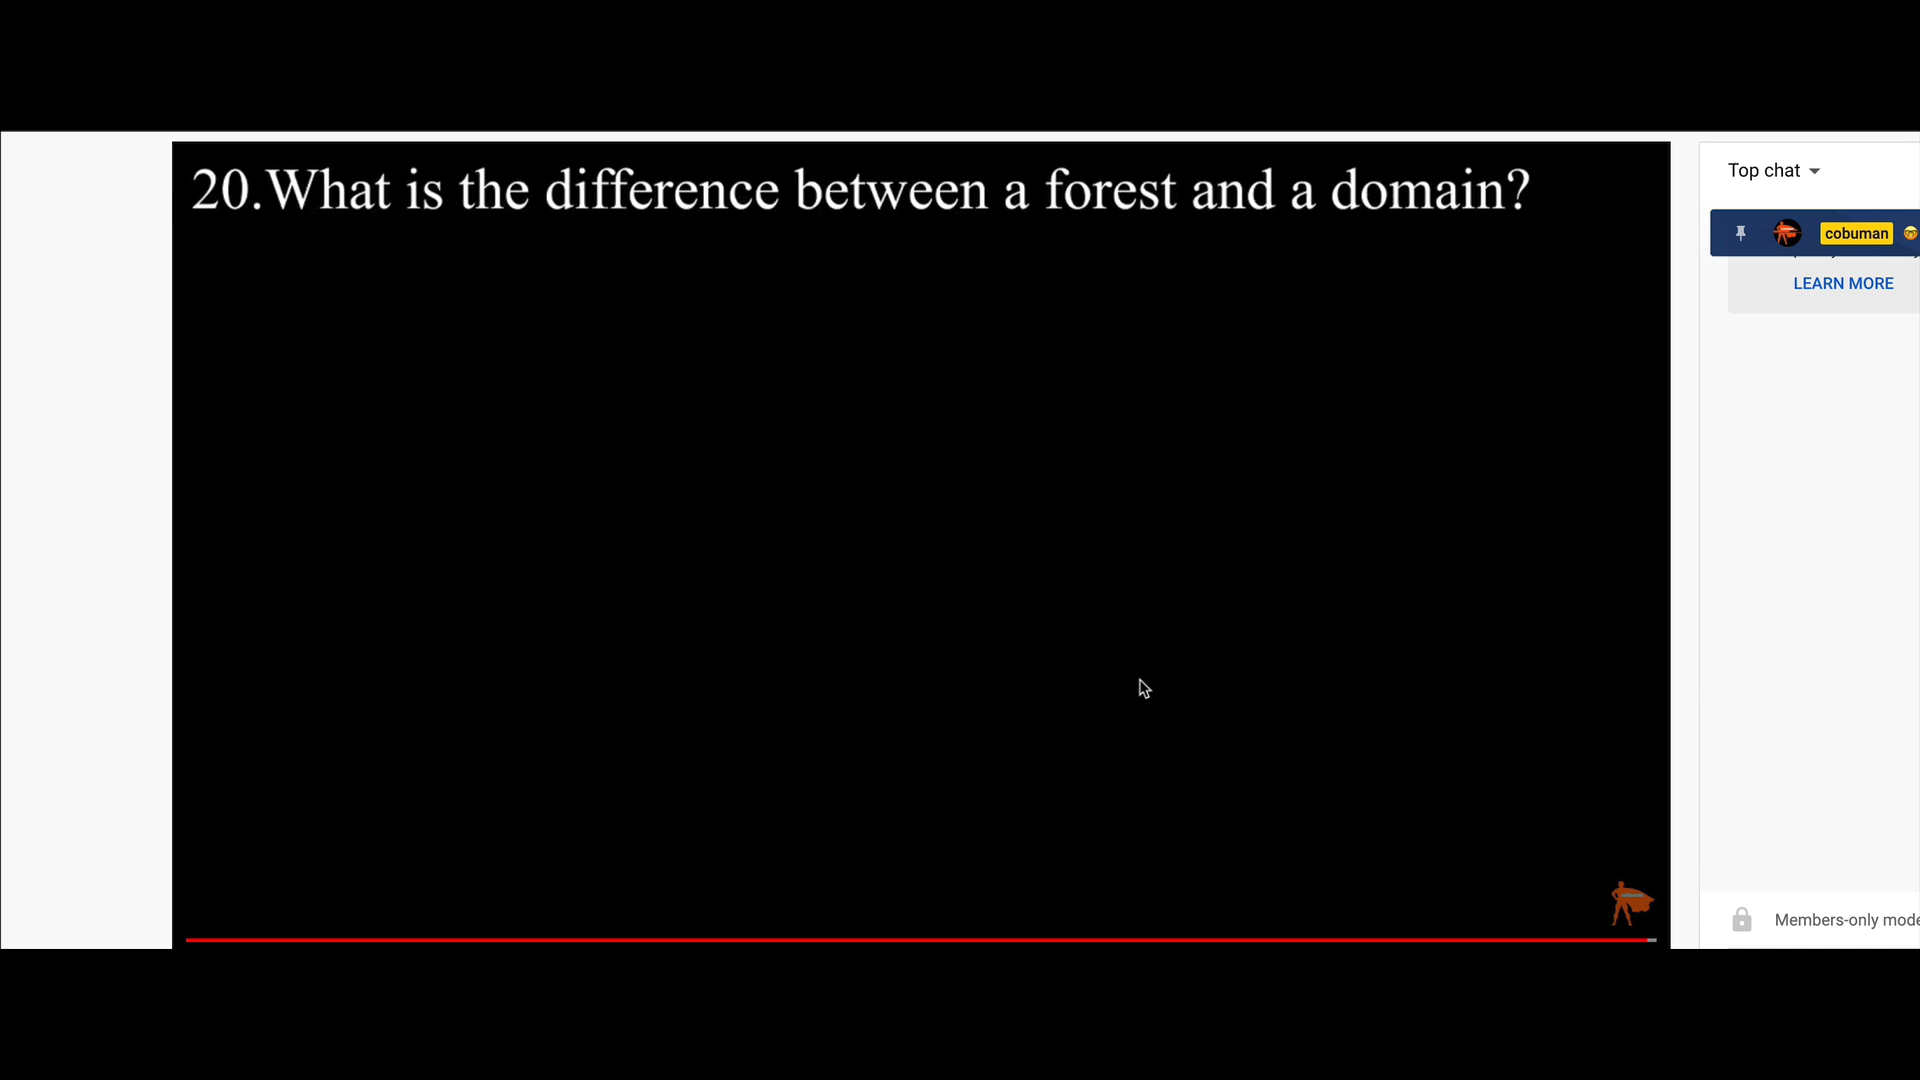 20.What is the difference between a forest and a domain?
Top chat
cobuman
LEARN MORE
Members-only mode